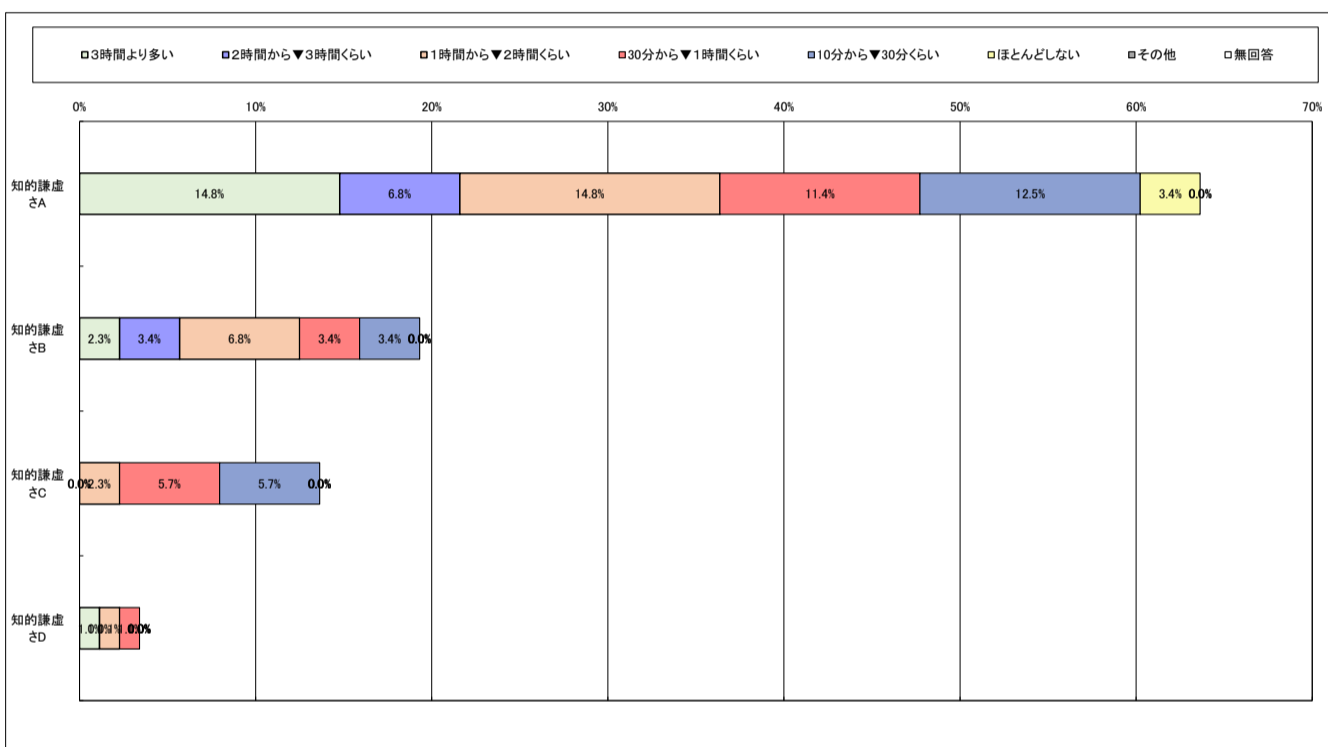 ３時間より多い ２時間から▼３時間くらい １時間から▼２時間くらい 30分から▼１時間くらい 10分から▼30分くらい ほとんどしない その他 無回答
0% 10% 20% 30% 40% 50% 60% 70%
知的謙虚
さA
14.8% 6.8% 14.8% 11.4% 12.5% 3.4% 0.0%
知的謙虚
さB
2.3% 3.4% 6.8% 3.4% 3.4% 0.0%
知的謙虚
さC
0.0% 2.3% 5.7% 5.7% 0.0%
知的謙虚
さD
0.0%